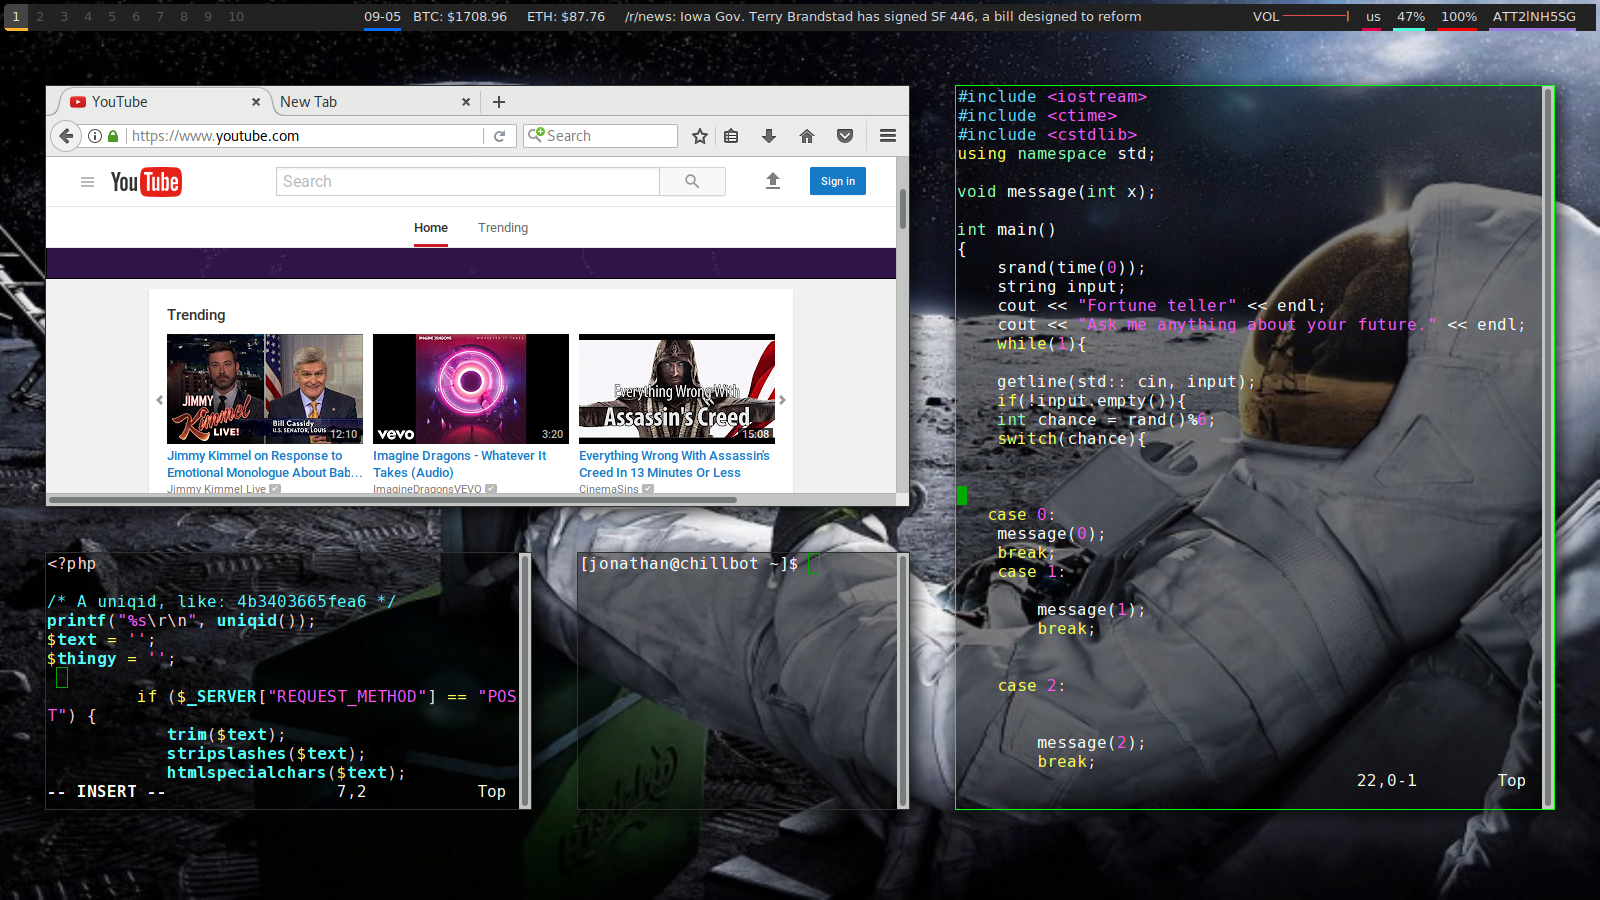 1 2 3 4 5 6 7 8 9 10 09-05 BTC: $1708.96 ETH: $87.76 /r/news: Iowa Gov. Terry Brandstad has signed SF 446, a bill designed to reform VOL us 47% 100% ATT2lNH5SG
YouTube New Tab
https://www.youtube.com Search
YouTube Search Sign in
Home Trending
Trending
JIMMY Kimmel LIVE! Bill Cassidy
U.S. SENATOR, LOUIS 12:10
IMAGINE DRAGONS WHATEVER IT TAKES
vevo 3:20
Everything Wrong With
Assassin's Creed
15:08
Jimmy Kimmel on Response to
Emotional Monologue About Bab...
Jimmy Kimmel Live
Imagine Dragons - Whatever It
Takes (Audio)
ImagineDragonsVEVO
Everything Wrong With Assassin's
Creed In 13 Minutes Or Less
CinemaSins
<?php
/* A uniqid, like: 4b3403665fea6 */
printf("%s\r\n", uniqid());
$text = '';
$thingy = '';
if ($_SERVER["REQUEST_METHOD"] == "POS
T") {
trim($text);
stripslashes($text);
htmlspecialchars($text);
-- INSERT -- 7,2 Top
[jonathan@chillbot ~]$
#include <iostream>
#include <ctime>
#include <cstdlib>
using namespace std;
void message(int x);
int main()
{
srand(time(0));
string input;
cout << "Fortune teller" << endl;
cout << "Ask me anything about your future." << endl;
while(1){
getline(std:: cin, input);
if(!input.empty()){
int chance = rand()%6;
switch(chance){
case 0:
message(0);
break;
case 1:
message(1);
break;
case 2:
message(2);
break;
22,0-1 Top